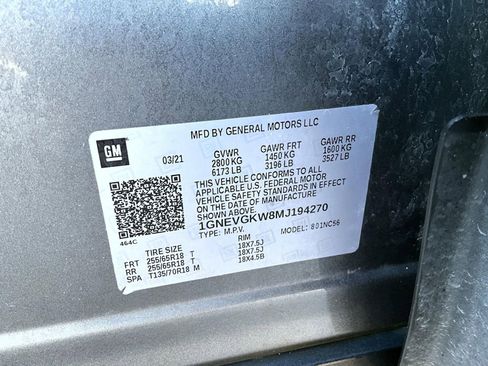 MFD BY GENERAL MOTORS LLC
GM
03/21
GVWR GAWR FRT GAWR RR
2800 KG 1450 KG 1600 KG
6173 LB 3196 LB 3527 LB
THIS VEHICLE CONFORMS TO ALL
APPLICABLE U.S. FEDERAL MOTOR
VEHICLE SAFETY STANDARDS IN EFFECT
ON THE DATE OF MANUFACTURE
SHOWN ABOVE
1GNEVGKW8MJ194270
TYPE: M.P.V. MODEL: 801NC56
464C
TIRE SIZE RIM
FRT 255/65R18 T 18X7.5J
RR 255/65R18 T 18X7.5J
SPA T135/70R18 M 18X4.5B